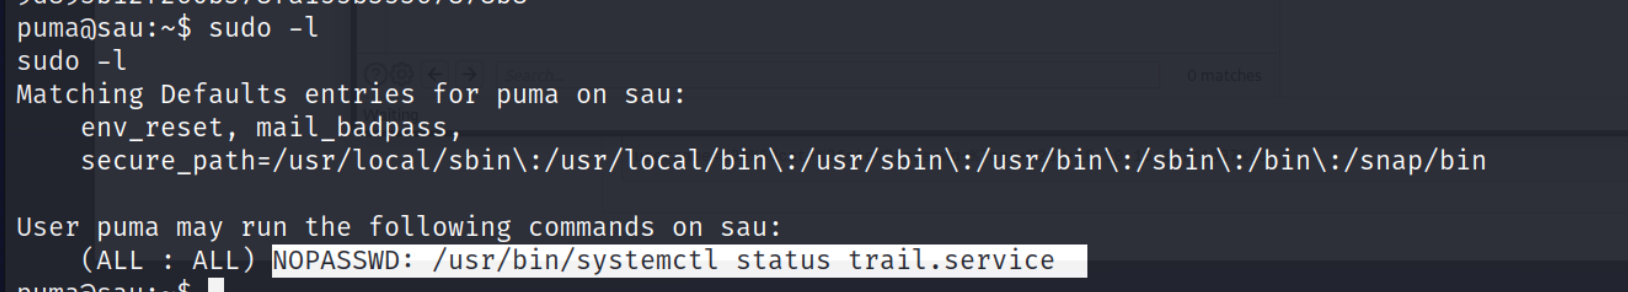 puma@sau:~$ sudo -l
sudo -l
Search...
0 matches
Matching Defaults entries for puma on sau:
    env_reset, mail_badpass,
    secure_path=/usr/local/sbin\:/usr/local/bin\:/usr/sbin\:/usr/bin\:/sbin\:/bin\:/snap/bin
User puma may run the following commands on sau:
    (ALL : ALL) NOPASSWD: /usr/bin/systemctl status trail.service
puma@sau:~$